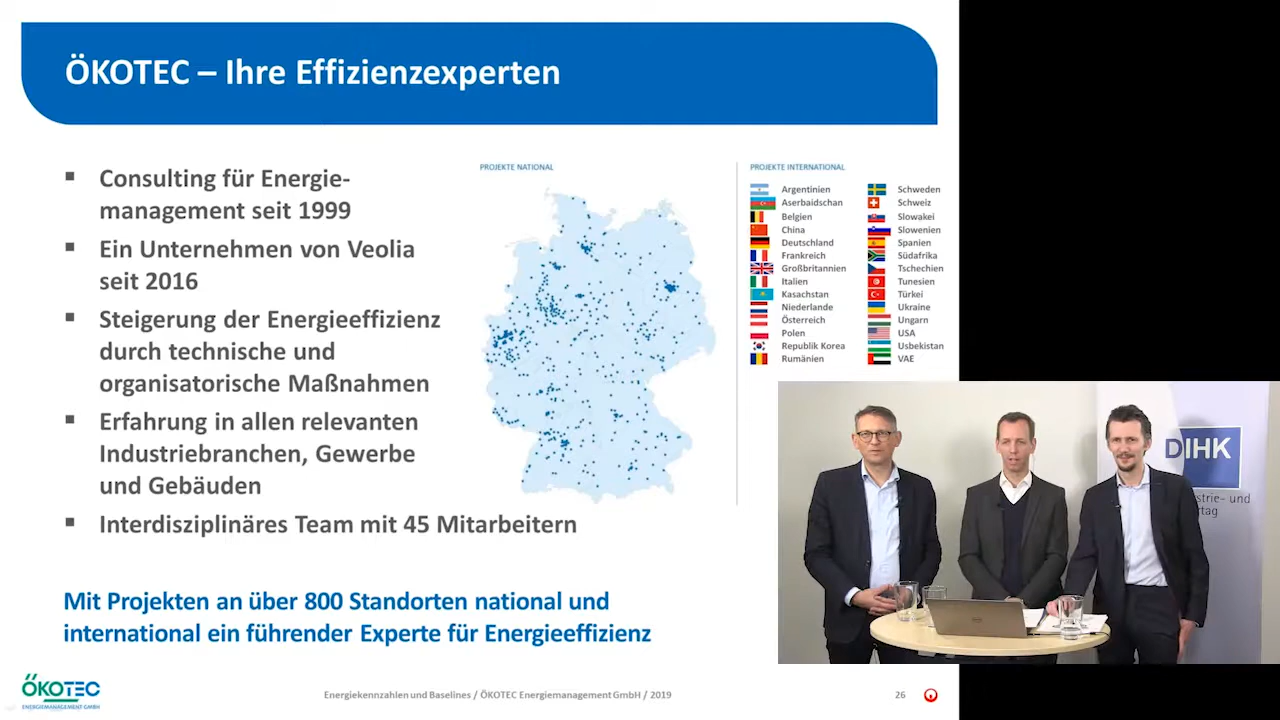 ÖKOTEC – Ihre Effizienzexperten
Consulting für Energie-
management seit 1999
Ein Unternehmen von Veolia
seit 2016
Steigerung der Energieeffizienz
durch technische und
organisatorische Maßnahmen
Erfahrung in allen relevanten
Industriebranchen, Gewerbe
und Gebäuden
Interdisziplinäres Team mit 45 Mitarbeitern
PROJEKTE NATIONAL
PROJEKTE INTERNATIONAL
Argentinien
Aserbaidschan
Belgien
China
Deutschland
Frankreich
Großbritannien
Italien
Kasachstan
Niederlande
Österreich
Polen
Republik Korea
Rumänien
Schweden
Schweiz
Slowakei
Slowenien
Spanien
Südafrika
Tschechien
Tunesien
Türkei
Ukraine
Ungarn
USA
Usbekistan
VAE
Mit Projekten an über 800 Standorten national und
international ein führender Experte für Energieeffizienz
DIHK
strie- und
rtag
ÖKOTEC
ENERGIEMANAGEMENT GMBH
Energiekennzahlen und Baselines / ÖKOTEC Energiemanagement GmbH / 2019
26